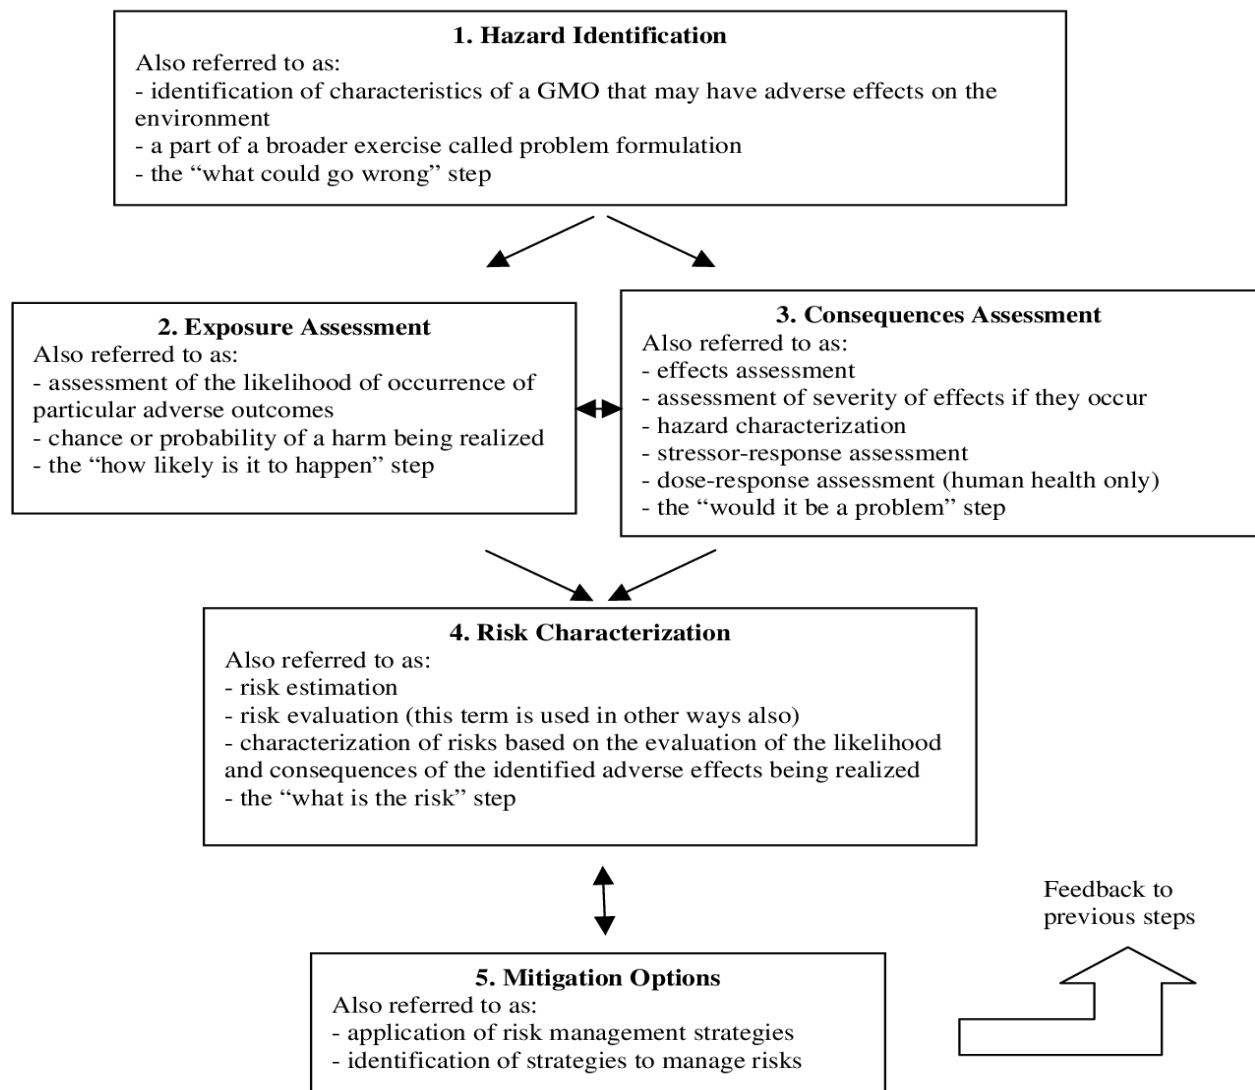 1. Hazard Identification
Also referred to as:
- identification of characteristics of a GMO that may have adverse effects on the
environment
- a part of a broader exercise called problem formulation
- the “what could go wrong” step
2. Exposure Assessment
Also referred to as:
- assessment of the likelihood of occurrence of
particular adverse outcomes
- chance or probability of a harm being realized
- the “how likely is it to happen” step
3. Consequences Assessment
Also referred to as:
- effects assessment
- assessment of severity of effects if they occur
- hazard characterization
- stressor-response assessment
- dose-response assessment (human health only)
- the “would it be a problem” step
4. Risk Characterization
Also referred to as:
- risk estimation
- risk evaluation (this term is used in other ways also)
- characterization of risks based on the evaluation of the likelihood
and consequences of the identified adverse effects being realized
- the “what is the risk” step
Feedback to
previous steps
5. Mitigation Options
Also referred to as:
- application of risk management strategies
- identification of strategies to manage risks